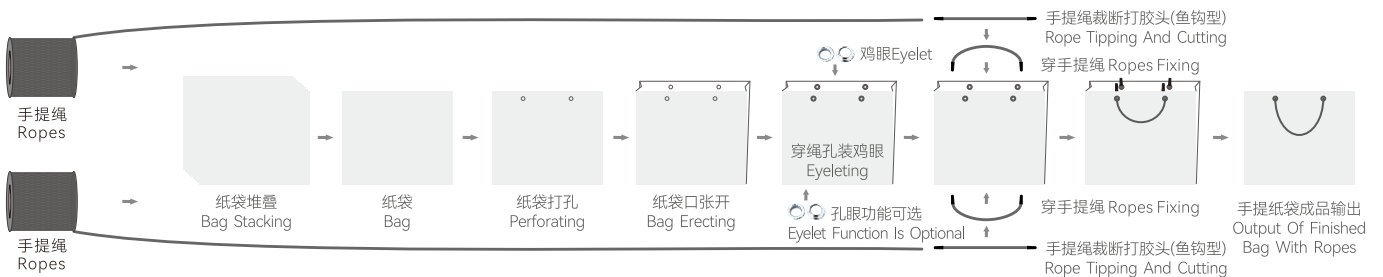 手提绳裁断打胶头(鱼钩型)
Rope Tipping And Cutting
鸡眼Eyelet
穿手提绳 Ropes Fixing
手提绳
Ropes
穿绳孔装鸡眼
Eyeleting
纸袋堆叠
Bag Stacking
纸袋
Bag
纸袋打孔
Perforating
纸袋口张开
Bag Erecting
孔眼功能可选
Eyelet Function Is Optional
穿手提绳 Ropes Fixing
手提纸袋成品输出
Output Of Finished
Bag With Ropes
手提绳
Ropes
手提绳裁断打胶头(鱼钩型)
Rope Tipping And Cutting